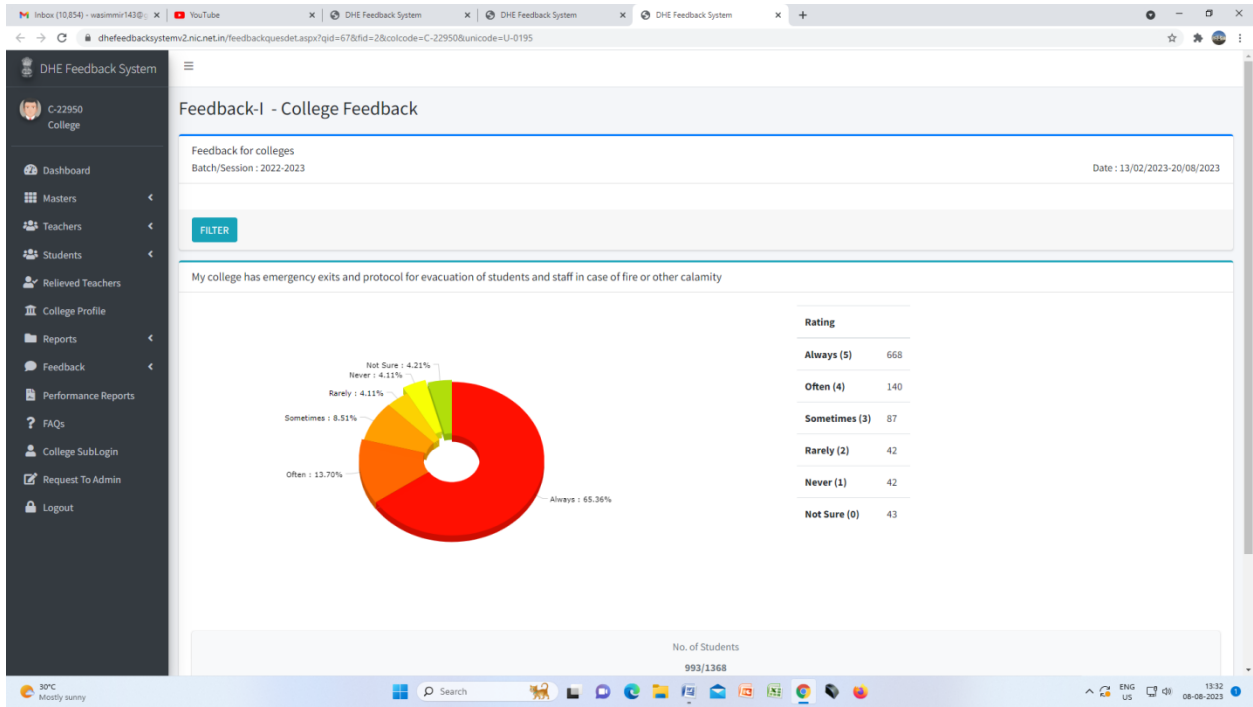 Inbox (10,854) - wasimmir143@g
YouTube
DHE Feedback System
DHE Feedback System
DHE Feedback System
dhefeedbacksystemv2.nic.net.in/feedbackquesdet.aspx?qid=67&fid=2&colcode=C-22950&unicode=U-0195
DHE Feedback System
C-22950
College
Dashboard
Masters
Teachers
Students
Relieved Teachers
College Profile
Reports
Feedback
Performance Reports
FAQs
College SubLogin
Request To Admin
Logout
Feedback-I - College Feedback
Feedback for colleges
Batch/Session : 2022-2023
Date : 13/02/2023-20/08/2023
FILTER
My college has emergency exits and protocol for evacuation of students and staff in case of fire or other calamity
Not Sure : 4.21%
Never : 4.11%
Rarely : 4.11%
Sometimes : 8.51%
Often : 13.70%
Always : 65.36%
Rating
Always (5) 668
Often (4) 140
Sometimes (3) 87
Rarely (2) 42
Never (1) 42
Not Sure (0) 43
No. of Students
993/1368
30°C
Mostly sunny
Search
ENG
US
13:32
08-08-2023